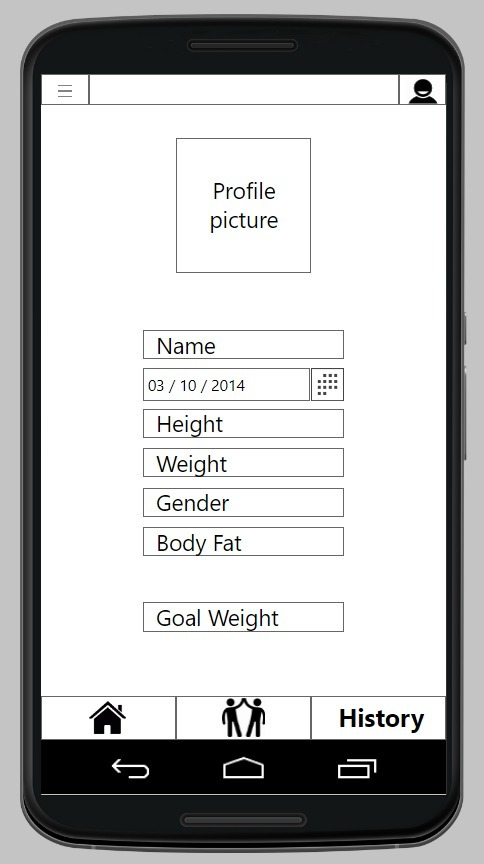 Profile
picture
Name
03 / 10 / 2014
Height
Weight
Gender
Body Fat
Goal Weight
History